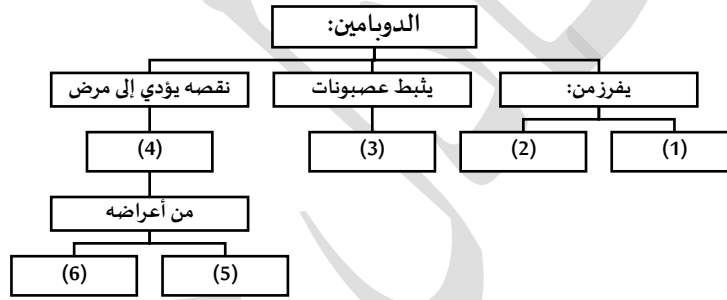 الدوبامين:
يفرز من:
يثبط عصبونات
نقصه يؤدي إلى مرض
(1)
(2)
(3)
(4)
من أعراضه
(5)
(6)